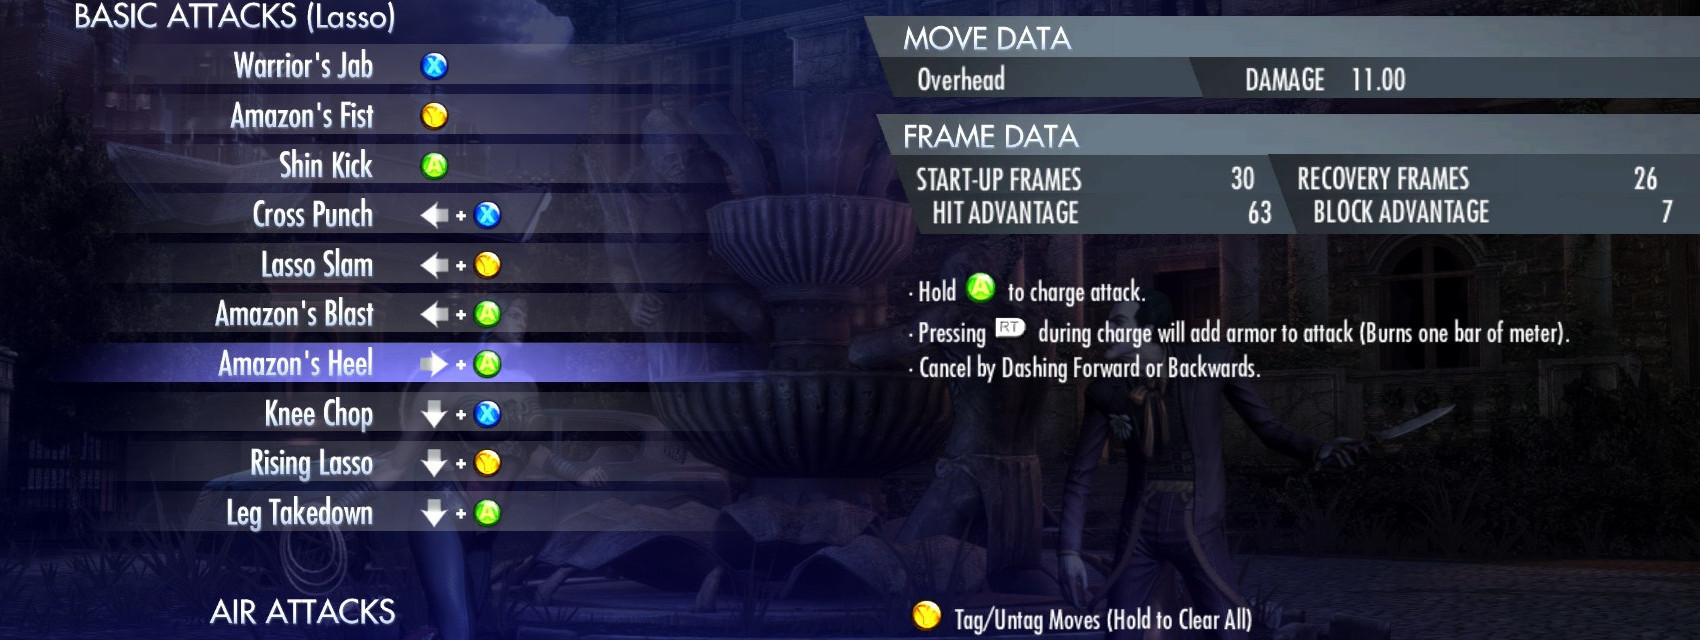 BASIC ATTACKS (Lasso)
Warrior's Jab X
Amazon's Fist Y
Shin Kick A
Cross Punch + X
Lasso Slam + Y
Amazon's Blast + A
Amazon's Heel + A
Knee Chop + X
Rising Lasso + Y
Leg Takedown + A
AIR ATTACKS
MOVE DATA
Overhead DAMAGE 11.00
FRAME DATA
START-UP FRAMES 30 RECOVERY FRAMES 26
HIT ADVANTAGE 63 BLOCK ADVANTAGE 7
· Hold A to charge attack.
· Pressing RT during charge will add armor to attack (Burns one bar of meter).
· Cancel by Dashing Forward or Backwards.
Y Tag/Untag Moves (Hold to Clear All)